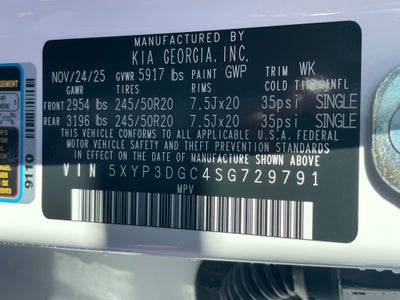 MANUFACTURED BY
KIA GEORGIA, INC.
NOV/24/25 GVWR 5917 lbs PAINT GWP TRIM WK
GAWR TIRES RIMS COLD TIRE INFL
FRONT 2954 lbs 245/50R20 7.5Jx20 35psi SINGLE
REAR 3196 lbs 245/50R20 7.5Jx20 35psi SINGLE
THIS VEHICLE CONFORMS TO ALL APPLICABLE U.S.A. FEDERAL
MOTOR VEHICLE SAFETY AND THEFT PREVENTION STANDARDS
IN EFFECT ON THE DATE OF MANUFACTURE SHOWN ABOVE.
VIN 5XYP3DGC4SG729791
MPV
9110